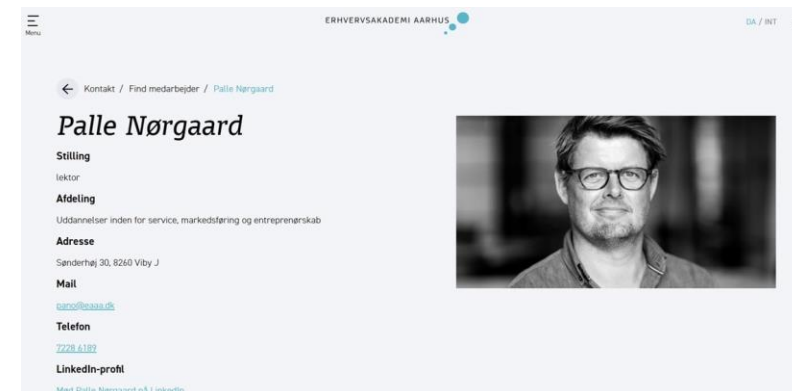 Menu
ERHVERVSAKADEMI AARHUS
DA / INT
Kontakt / Find medarbejder / Palle Nørgaard
Palle Nørgaard
Stilling
lektor
Afdeling
Uddannelser inden for service, markedsføring og entreprenørskab
Adresse
Sønderhøj 30, 8260 Viby J
Mail
pano@eaaa.dk
Telefon
7228 6189
LinkedIn-profil
Mød Palle Nørgaard på LinkedIn